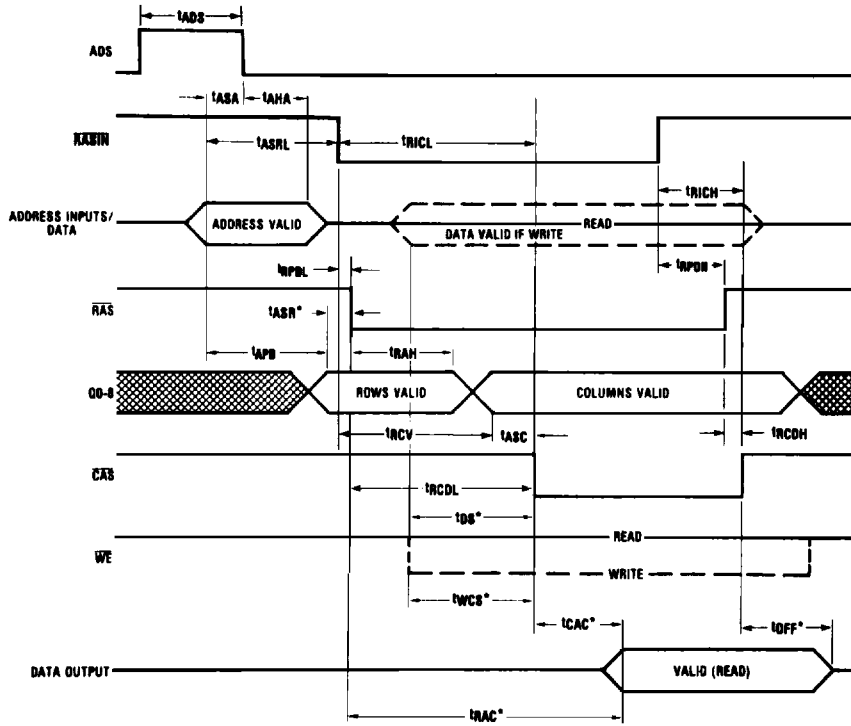 tADS
ADS
tASA
tAHA
RASIN
tASRL
tRICL
tRICH
ADDRESS INPUTS/
DATA
ADDRESS VALID
READ
DATA VALID IF WRITE
tRPDL
tRPDH
RAS
tASR*
tAPD
tRAH
Q0-8
ROWS VALID
COLUMNS VALID
tRCV
tASC
tRCDH
CAS
tRCDL
tDS*
WE
READ
WRITE
tWCS*
tCAC*
tOFF*
DATA OUTPUT
VALID (READ)
tRAC*